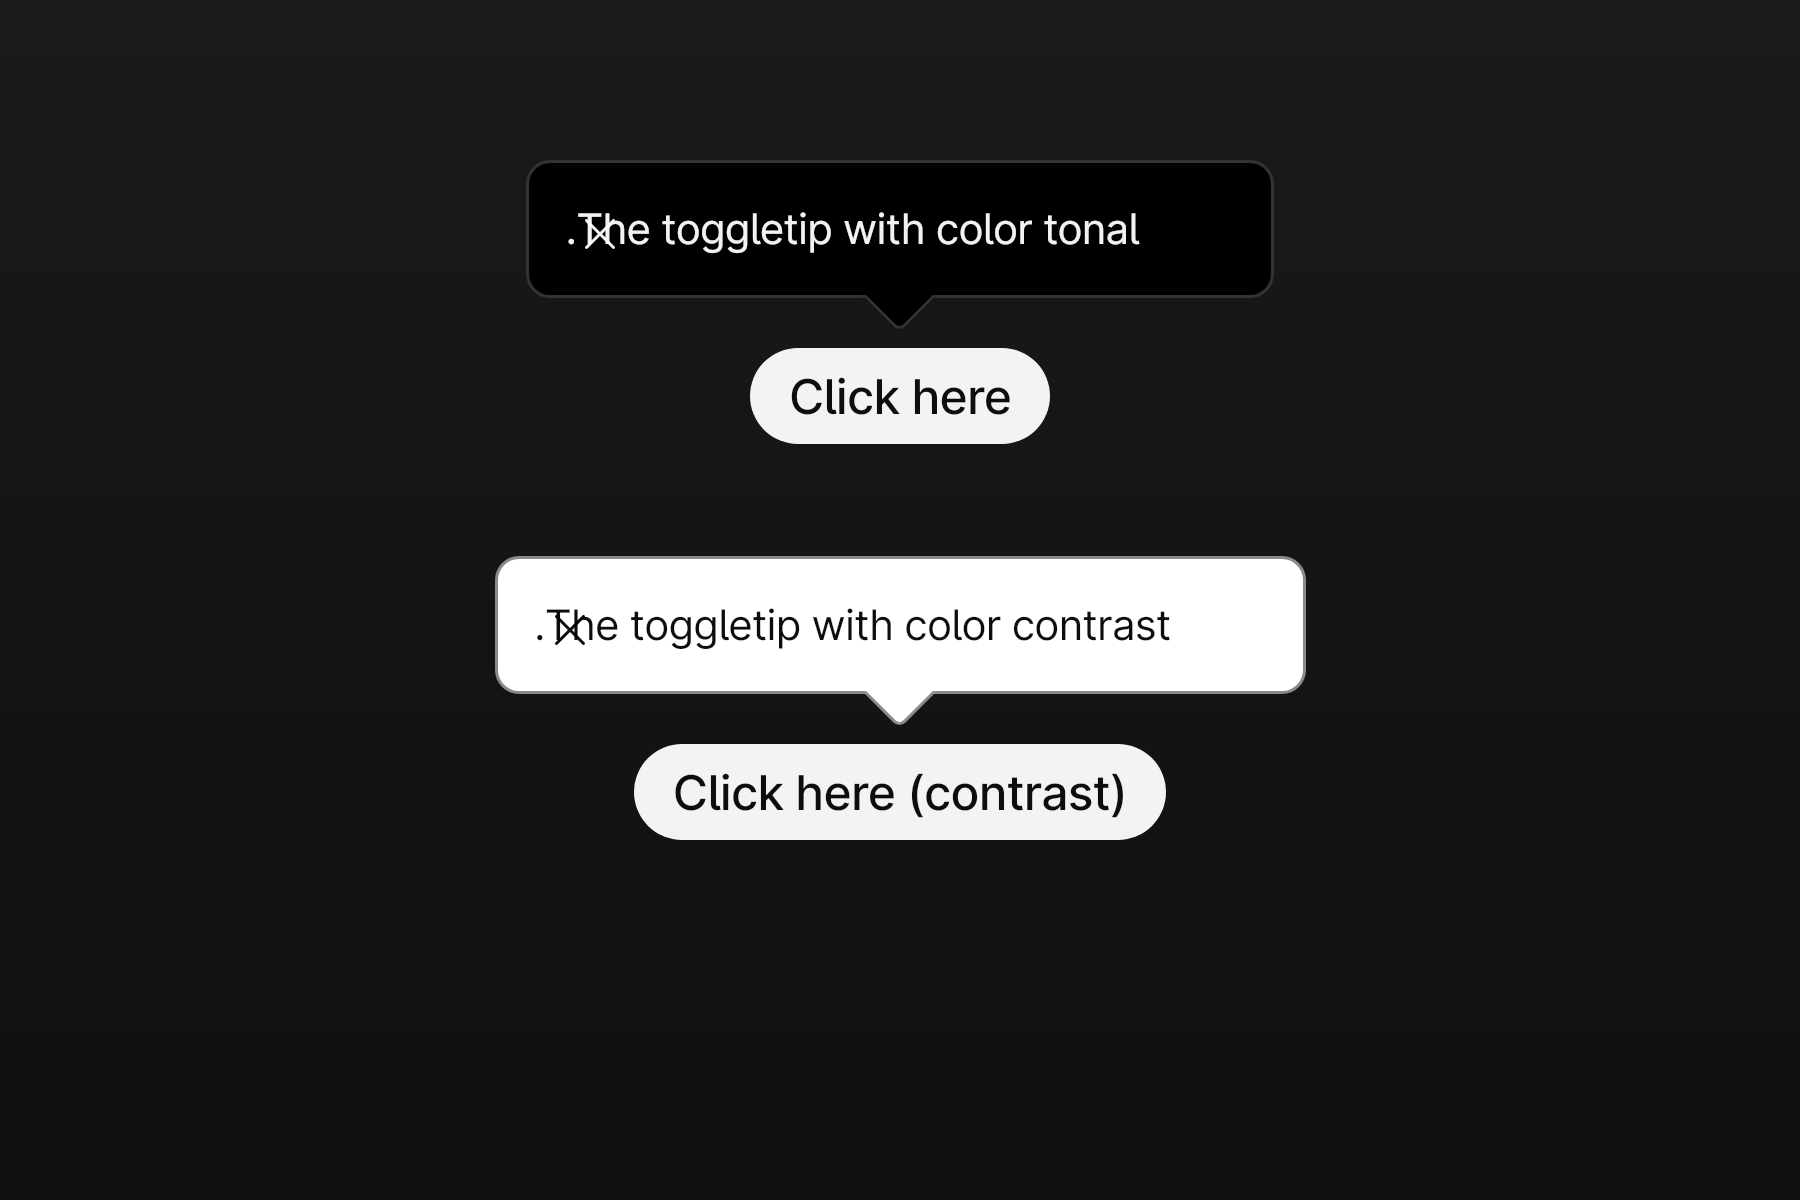 .The toggletip with color tonal
Click here
.The toggletip with color contrast
Click here (contrast)